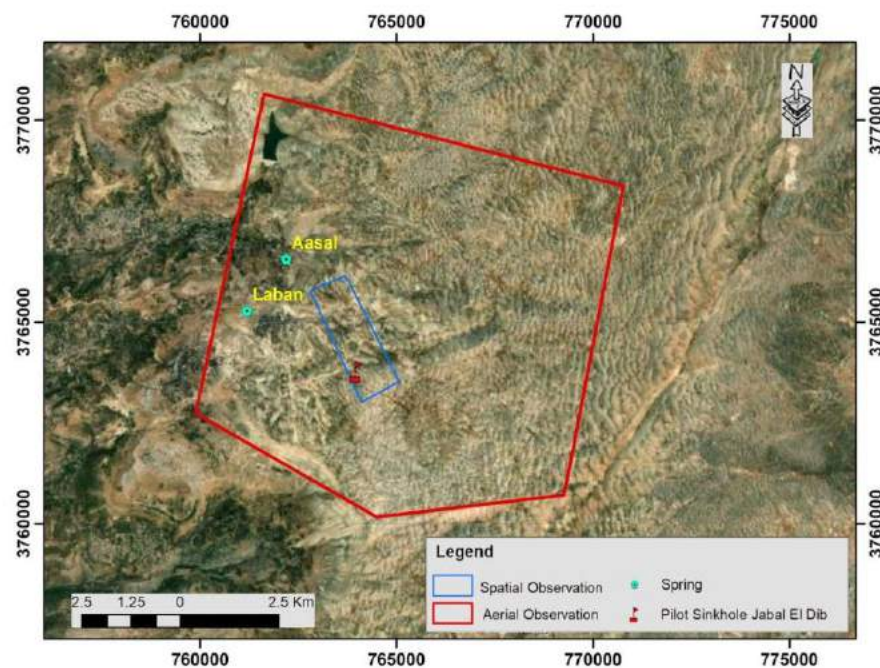 760000 765000 770000 775000
N
3770000 3770000
Aasal
Laban
3765000 3765000
3760000 3760000
Legend
Spatial Observation Spring
Aerial Observation Pilot Sinkhole Jabal El Dib
2.5 1.25 0 2.5 Km
760000 765000 770000 775000